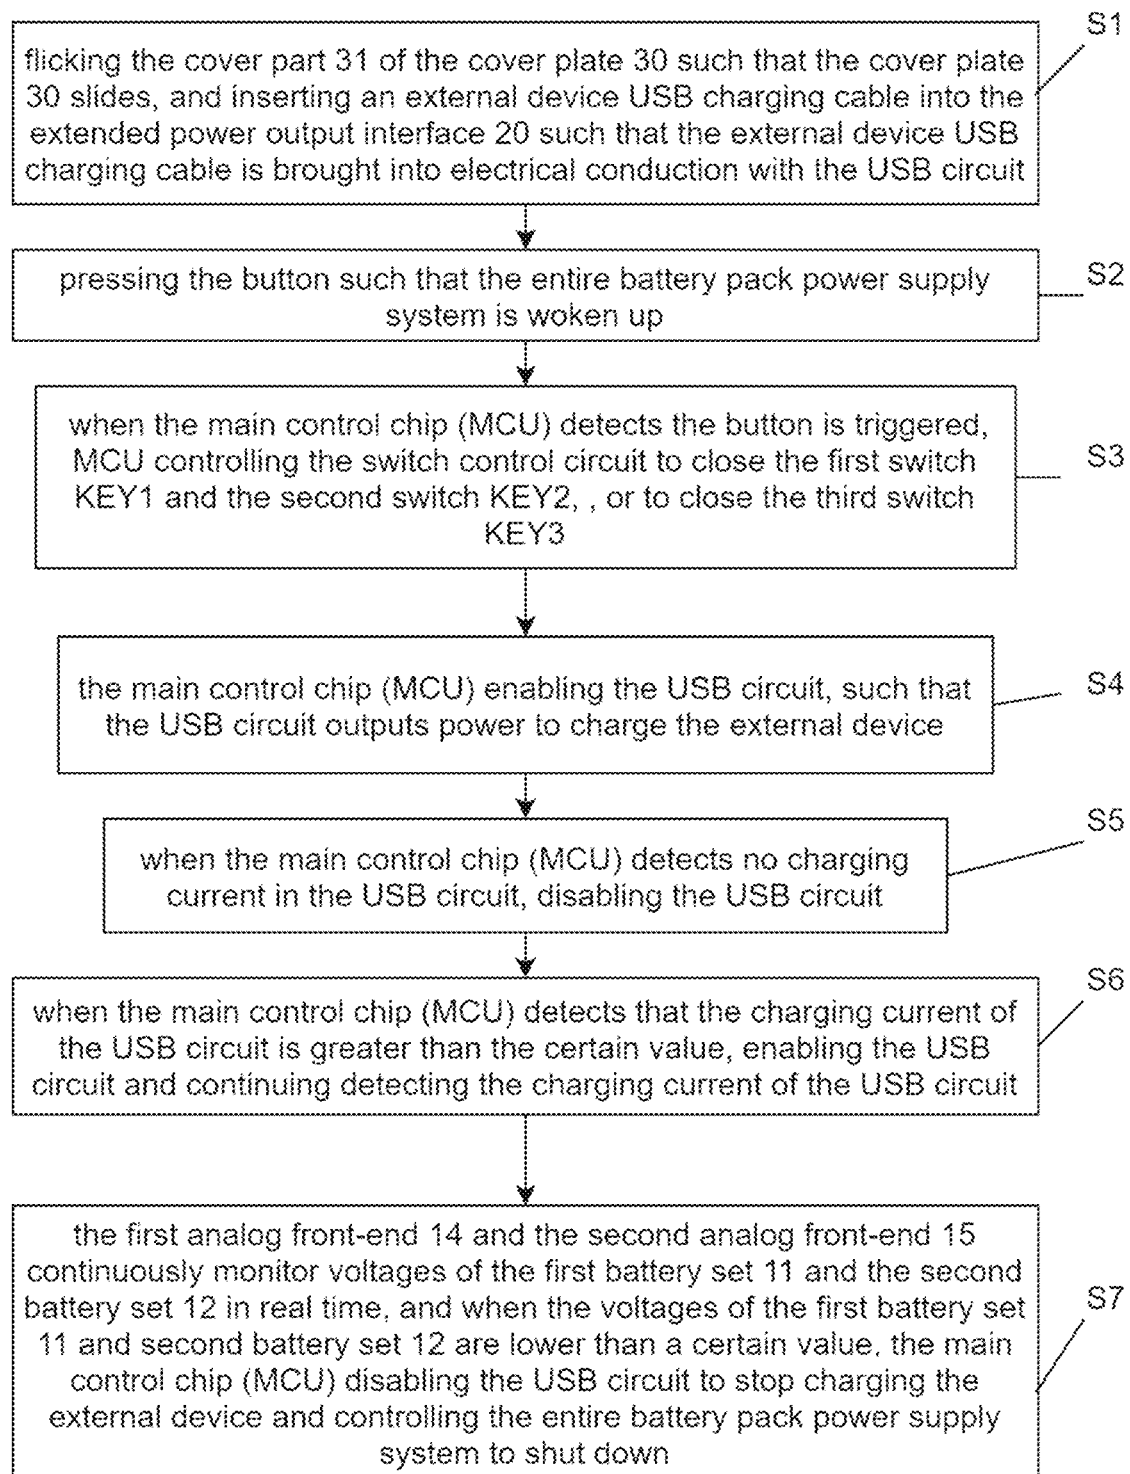 S1
flicking the cover part 31 of the cover plate 30 such that the cover plate
30 slides, and inserting an external device USB charging cable into the
extended power output interface 20 such that the external device USB
charging cable is brought into electrical conduction with the USB circuit
S2
pressing the button such that the entire battery pack power supply
system is woken up
S3
when the main control chip (MCU) detects the button is triggered,
MCU controlling the switch control circuit to close the first switch
KEY1 and the second switch KEY2, , or to close the third switch
KEY3
S4
the main control chip (MCU) enabling the USB circuit, such that
the USB circuit outputs power to charge the external device
S5
when the main control chip (MCU) detects no charging
current in the USB circuit, disabling the USB circuit
S6
when the main control chip (MCU) detects that the charging current of
the USB circuit is greater than the certain value, enabling the USB
circuit and continuing detecting the charging current of the USB circuit
S7
the first analog front-end 14 and the second analog front-end 15
continuously monitor voltages of the first battery set 11 and the second
battery set 12 in real time, and when the voltages of the first battery set
11 and second battery set 12 are lower than a certain value, the main
control chip (MCU) disabling the USB circuit to stop charging the
external device and controlling the entire battery pack power supply
system to shut down